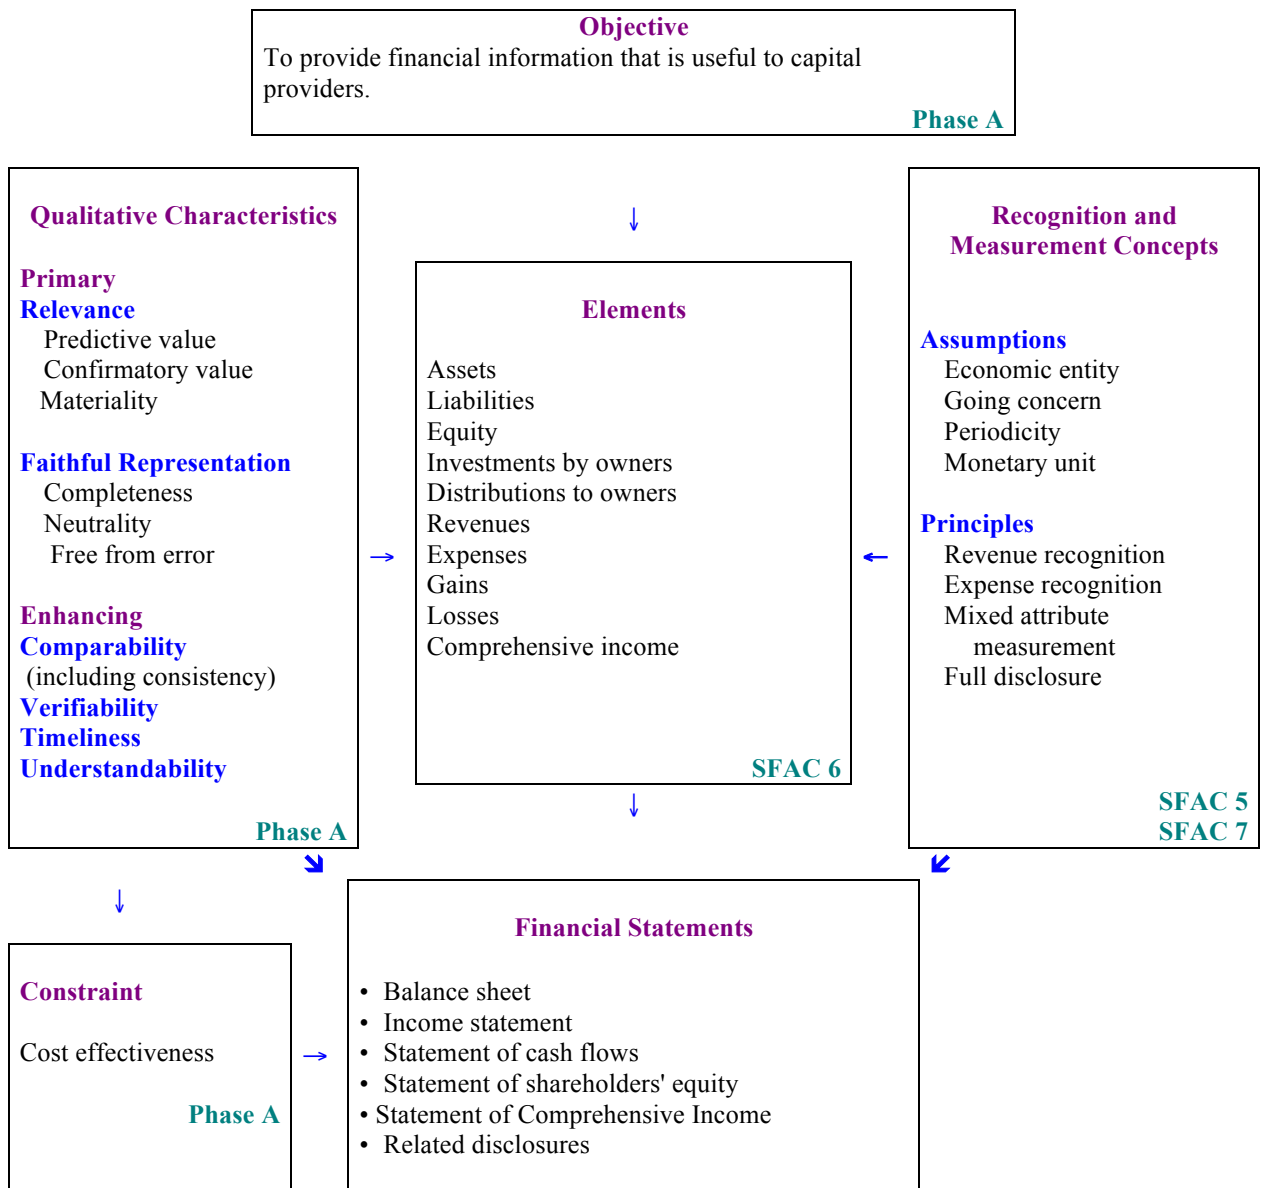 Objective
To provide financial information that is useful to capital
providers.
Phase A
Qualitative Characteristics
Primary
Relevance
Predictive value
Confirmatory value
Materiality
Faithful Representation
Completeness
Neutrality
Free from error
Enhancing
Comparability
(including consistency)
Verifiability
Timeliness
Understandability
Phase A
↓
Elements
Assets
Liabilities
Equity
Investments by owners
Distributions to owners
Revenues
→ Expenses ←
Gains
Losses
Comprehensive income
SFAC 6
↓
Recognition and
Measurement Concepts
Assumptions
Economic entity
Going concern
Periodicity
Monetary unit
Principles
Revenue recognition
Expense recognition
Mixed attribute
measurement
Full disclosure
SFAC 5
SFAC 7
↓
Constraint
Cost effectiveness →
Phase A
Financial Statements
• Balance sheet
• Income statement
• Statement of cash flows
• Statement of shareholders' equity
• Statement of Comprehensive Income
• Related disclosures